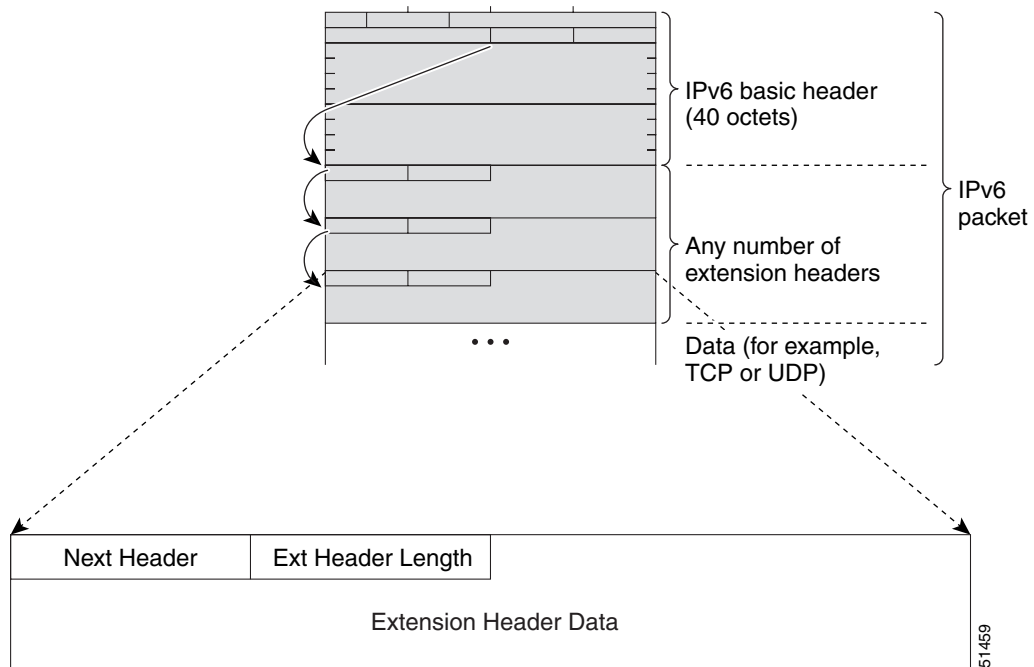 IPv6 basic header
(40 octets)
IPv6
packet
Any number of
extension headers
Data (for example,
TCP or UDP)
Next Header
Ext Header Length
Extension Header Data
51459